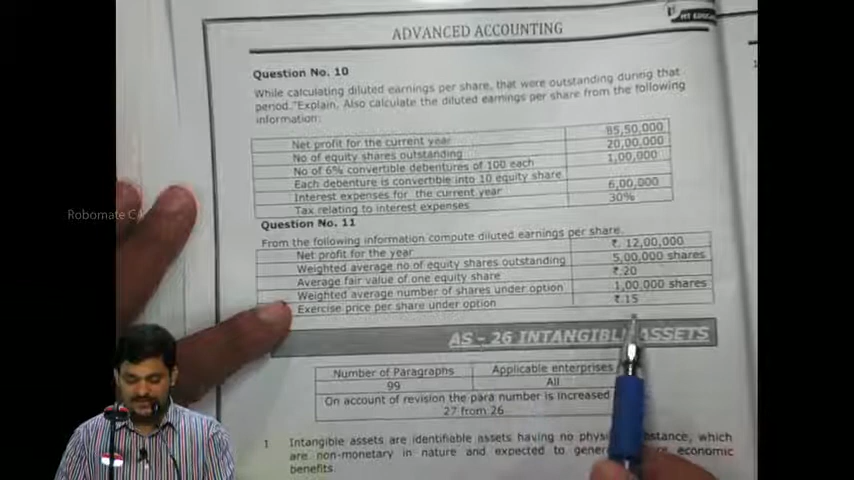 ADVANCED ACCOUNTING
Question No. 10
While calculating diluted earnings per share, that were outstanding during that
period."Explain. Also calculate the diluted earnings per share from the following
information:
Net profit for the current year 85,50,000
No of equity shares outstanding 20,00,000
No of 6% convertible debentures of 100 each 1,00,000
Each debenture is convertible into 10 equity share
Interest expenses for the current year 6,00,000
Tax relating to interest expenses 30%
Question No. 11
From the following information compute diluted earnings per share.
Net profit for the year ₹. 12,00,000
Weighted average no of equity shares outstanding 5,00,000 shares
Average fair value of one equity share ₹.20
Weighted average number of shares under option 1,00,000 shares
Exercise price per share under option ₹.15
AS - 26 INTANGIBLE ASSETS
Number of Paragraphs Applicable enterprises
99 All
On account of revision the para number is increased
27 from 26
1 Intangible assets are identifiable assets having no which
are non-monetary in nature and expected to economic
benefits.
Robomate CA